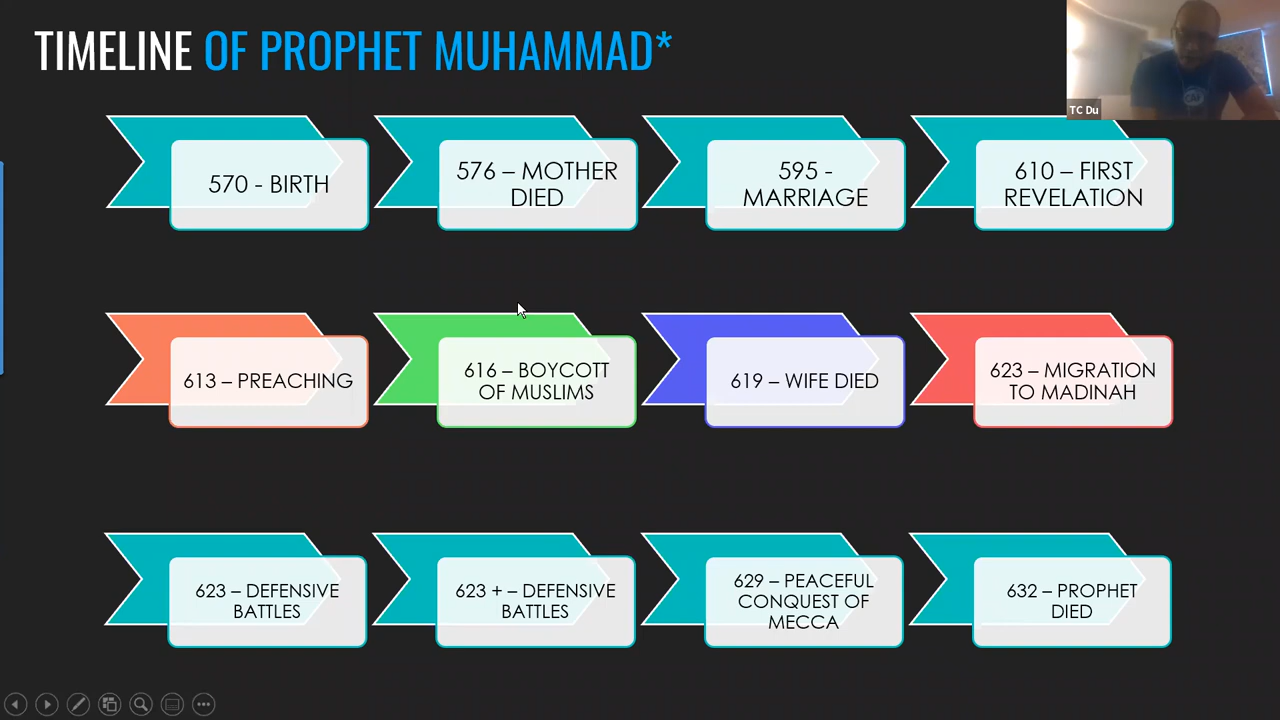 TIMELINE OF PROPHET MUHAMMAD*
TC Du
570 - BIRTH
576 – MOTHER
DIED
595 -
MARRIAGE
610 – FIRST
REVELATION
613 – PREACHING
616 – BOYCOTT
OF MUSLIMS
619 – WIFE DIED
623 – MIGRATION
TO MADINAH
623 – DEFENSIVE
BATTLES
623 + – DEFENSIVE
BATTLES
629 – PEACEFUL
CONQUEST OF
MECCA
632 – PROPHET
DIED